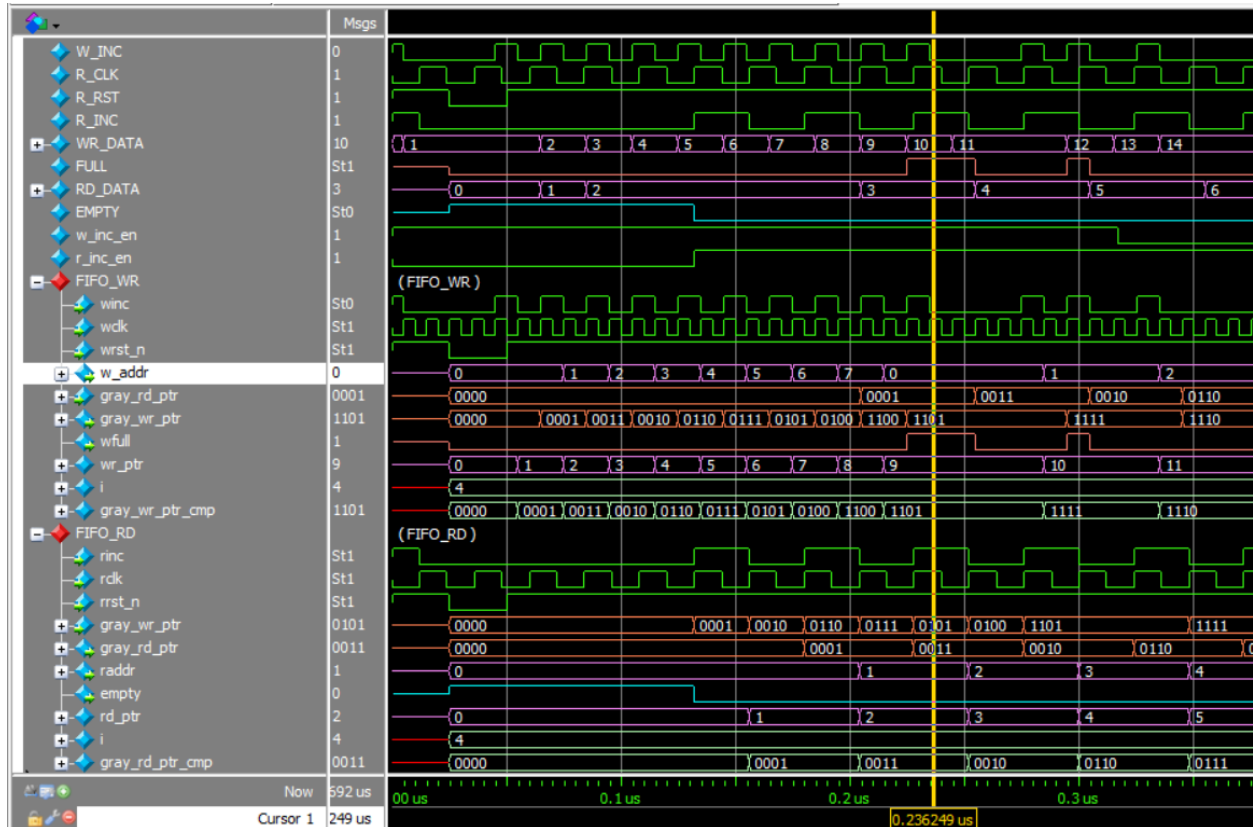 Msgs
W_INC 0
R_CLK 1
R_RST 1
R_INC 1
WR_DATA 10 1 2 3 4 5 6 7 8 9 10 11 12 13 14
FULL St1
RD_DATA 3 0 1 2 3 4 5 6
EMPTY St0
w_inc_en 1
r_inc_en 1
FIFO_WR (FIFO_WR)
winc St0
wclk St1
wrst_n St1
w_addr 0 0 1 2 3 4 5 6 7 0 1 2
gray_rd_ptr 0001 0000 0001 0011 0010 0110
gray_wr_ptr 1101 0000 0001 0011 0010 0110 0111 0101 0100 1100 1101 1111 1110
wfull 1
wr_ptr 9 0 1 2 3 4 5 6 7 8 9 10 11
i 4 4
gray_wr_ptr_cmp 1101 0000 0001 0011 0010 0110 0111 0101 0100 1100 1101 1111 1110
FIFO_RD (FIFO_RD)
rinc St1
rclk St1
rrst_n St1
gray_wr_ptr 0101 0000 0001 0010 0110 0111 0101 0100 1101 1111
gray_rd_ptr 0011 0000 0001 0011 0010 0110
raddr 1 0 1 2 3 4
empty 0
rd_ptr 2 0 1 2 3 4 5
i 4 4
gray_rd_ptr_cmp 0011 0000 0001 0011 0010 0110 0111
Now 692 us 00 us 0.1 us 0.2 us 0.3 us
Cursor 1 249 us 0.236249 us